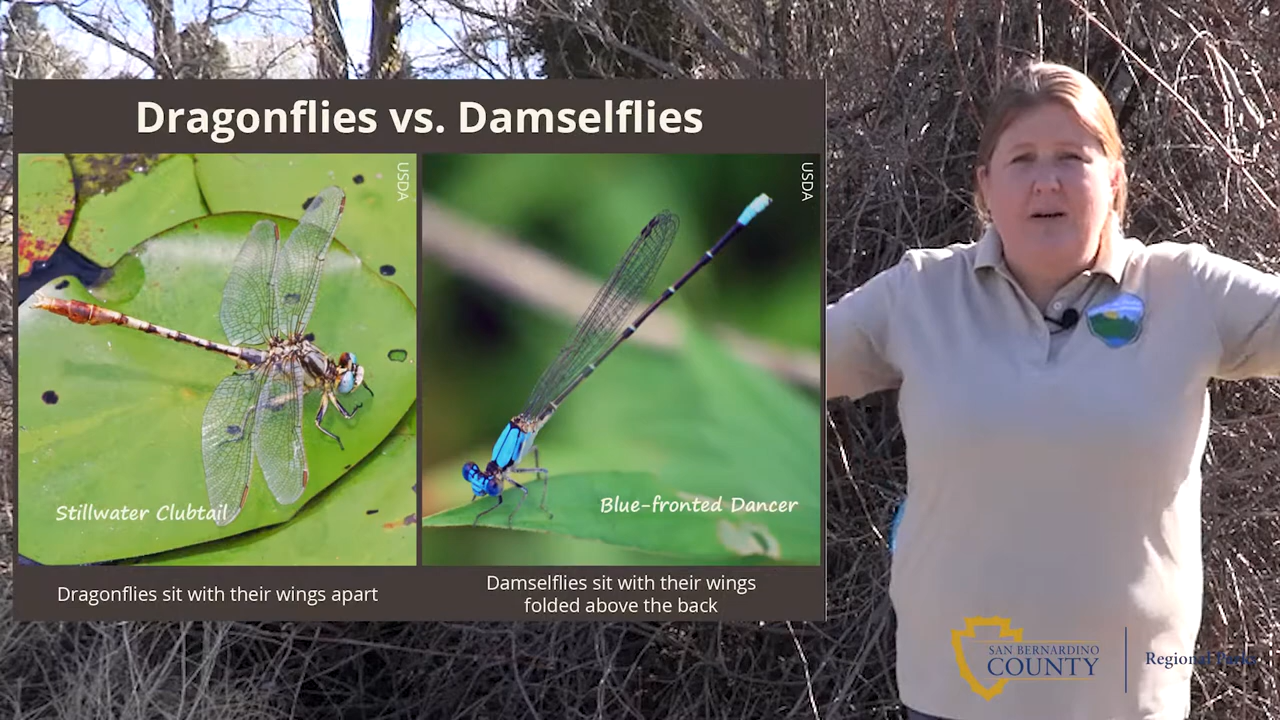 Dragonflies vs. Damselflies
USDA
USDA
Stillwater Clubtail
Blue-fronted Dancer
Dragonflies sit with their wings apart
Damselflies sit with their wings
folded above the back
SAN BERNARDINO
COUNTY
Regional Parks